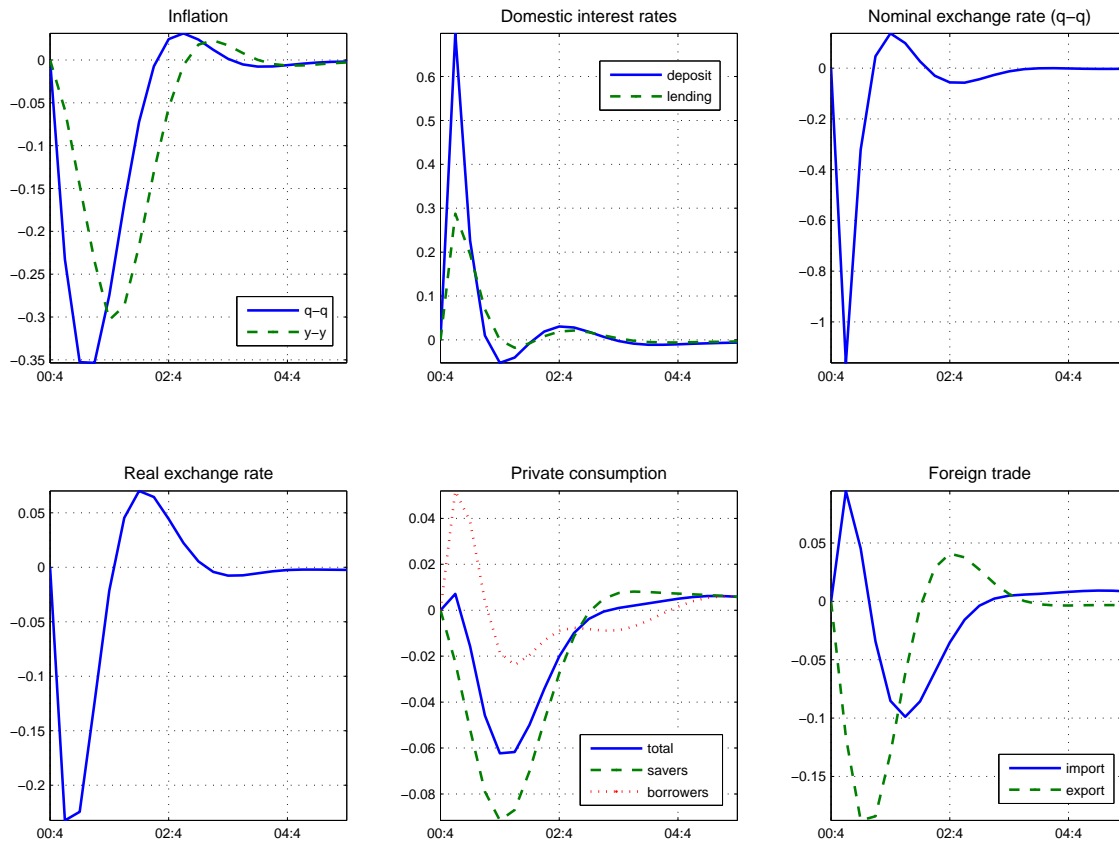 Inflation
0
−0.05
−0.1
−0.15
−0.2
−0.25
−0.3
−0.35
q−q
y−y
00:4 02:4 04:4
Domestic interest rates
0.6
0.5
0.4
0.3
0.2
0.1
0
deposit
lending
00:4 02:4 04:4
Nominal exchange rate (q−q)
0
−0.2
−0.4
−0.6
−0.8
−1
00:4 02:4 04:4
Real exchange rate
0.05
0
−0.05
−0.1
−0.15
−0.2
00:4 02:4 04:4
Private consumption
0.04
0.02
0
−0.02
−0.04
−0.06
−0.08
total
savers
borrowers
00:4 02:4 04:4
Foreign trade
0.05
0
−0.05
−0.1
−0.15
import
export
00:4 02:4 04:4